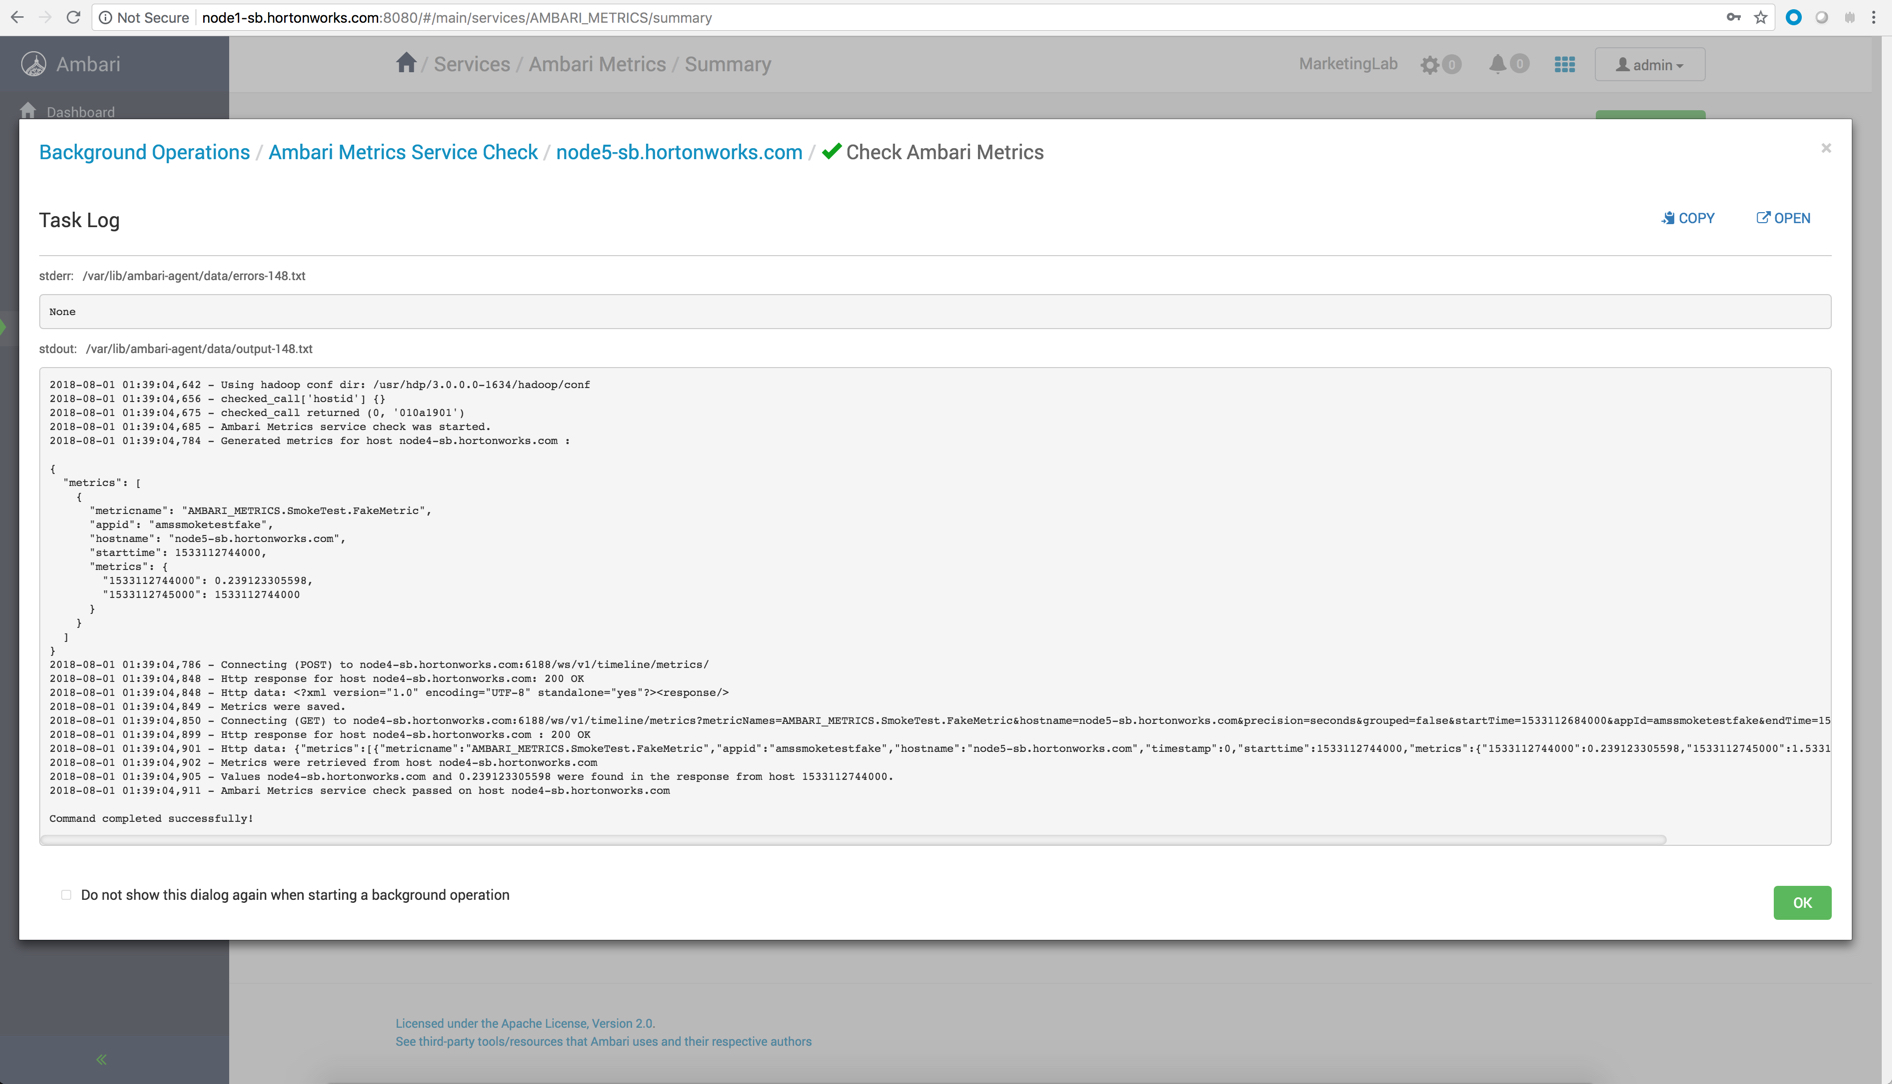 Not Secure node1-sb.hortonworks.com:8080/#/main/services/AMBARI_METRICS/summary
Ambari
/ Services / Ambari Metrics / Summary
MarketingLab 0 0 admin
Dashboard
Background Operations / Ambari Metrics Service Check / node5-sb.hortonworks.com / Check Ambari Metrics ×
Task Log
COPY OPEN
stderr: /var/lib/ambari-agent/data/errors-148.txt
None
stdout: /var/lib/ambari-agent/data/output-148.txt
2018-08-01 01:39:04,642 - Using hadoop conf dir: /usr/hdp/3.0.0.0-1634/hadoop/conf
2018-08-01 01:39:04,656 - checked_call['hostid'] {}
2018-08-01 01:39:04,675 - checked_call returned (0, '010a1901')
2018-08-01 01:39:04,685 - Ambari Metrics service check was started.
2018-08-01 01:39:04,784 - Generated metrics for host node4-sb.hortonworks.com :
{
"metrics": [
{
"metricname": "AMBARI_METRICS.SmokeTest.FakeMetric",
"appid": "amssmoketestfake",
"hostname": "node5-sb.hortonworks.com",
"starttime": 1533112744000,
"metrics": {
"1533112744000": 0.239123305598,
"1533112745000": 1533112744000
}
}
]
}
2018-08-01 01:39:04,786 - Connecting (POST) to node4-sb.hortonworks.com:6188/ws/v1/timeline/metrics/
2018-08-01 01:39:04,848 - Http response for host node4-sb.hortonworks.com: 200 OK
2018-08-01 01:39:04,848 - Http data: <?xml version="1.0" encoding="UTF-8" standalone="yes"?><response/>
2018-08-01 01:39:04,849 - Metrics were saved.
2018-08-01 01:39:04,850 - Connecting (GET) to node4-sb.hortonworks.com:6188/ws/v1/timeline/metrics?metricNames=AMBARI_METRICS.SmokeTest.FakeMetric&hostname=node5-sb.hortonworks.com&precision=seconds&grouped=false&startTime=1533112684000&appId=amssmoketestfake&endTime=15
2018-08-01 01:39:04,899 - Http response for host node4-sb.hortonworks.com : 200 OK
2018-08-01 01:39:04,901 - Http data: {"metrics":[{"metricname":"AMBARI_METRICS.SmokeTest.FakeMetric","appid":"amssmoketestfake","hostname":"node5-sb.hortonworks.com","timestamp":0,"starttime":1533112744000,"metrics":{"1533112744000":0.239123305598,"1533112745000":1.5331
2018-08-01 01:39:04,902 - Metrics were retrieved from host node4-sb.hortonworks.com
2018-08-01 01:39:04,905 - Values node4-sb.hortonworks.com and 0.239123305598 were found in the response from host 1533112744000.
2018-08-01 01:39:04,911 - Ambari Metrics service check passed on host node4-sb.hortonworks.com
Command completed successfully!
Do not show this dialog again when starting a background operation
OK
Licensed under the Apache License, Version 2.0.
See third-party tools/resources that Ambari uses and their respective authors